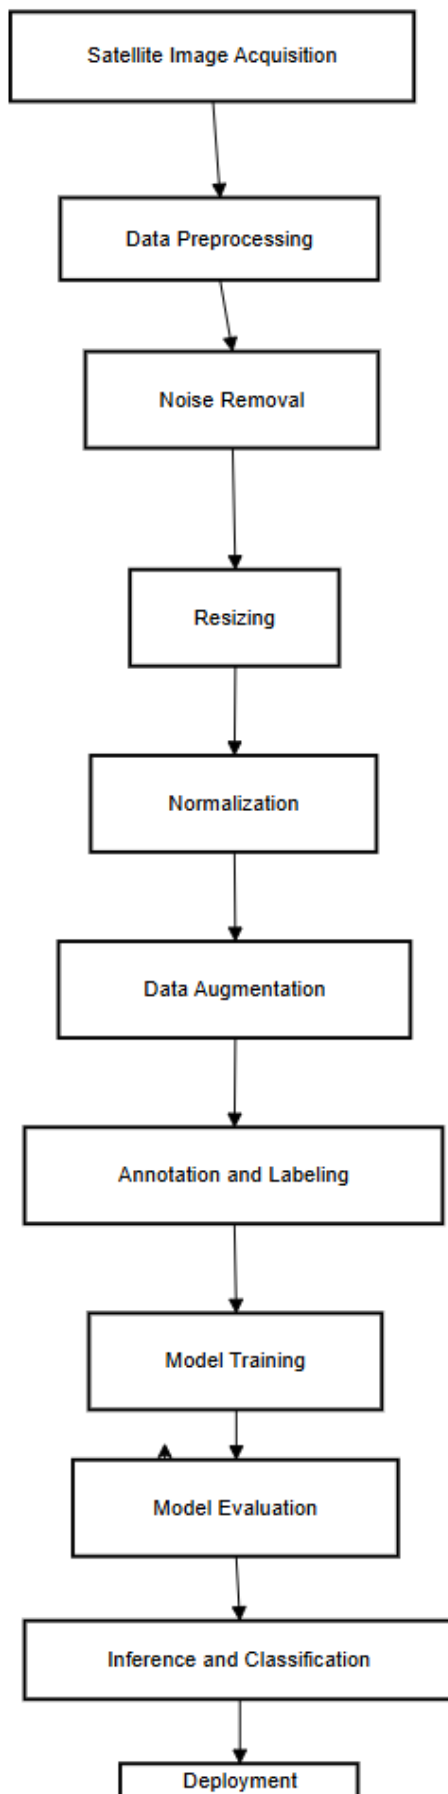 Satellite Image Acquisition
Data Preprocessing
Noise Removal
Resizing
Normalization
Data Augmentation
Annotation and Labeling
Model Training
Model Evaluation
Inference and Classification
Deployment